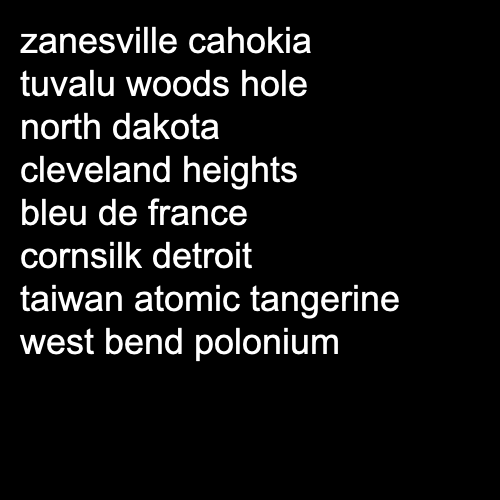 zanesville cahokia
tuvalu woods hole
north dakota
cleveland heights
bleu de france
cornsilk detroit
taiwan atomic tangerine
west bend polonium